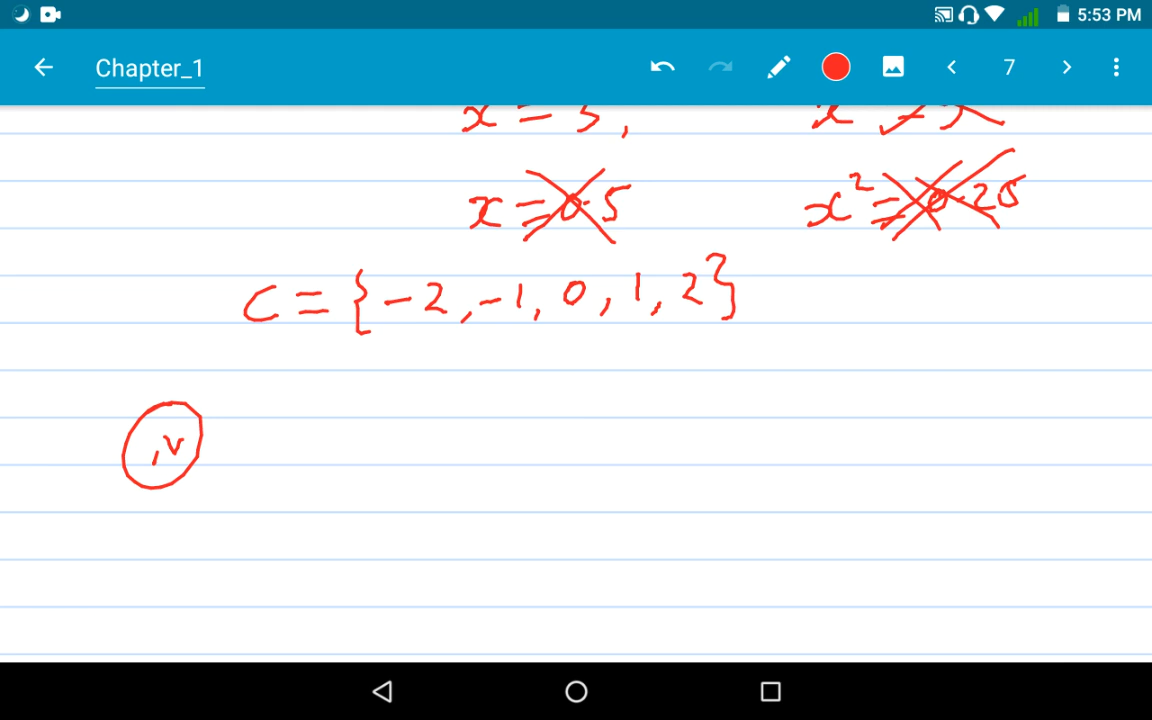 5:53 PM
Chapter_1
7
x = 0.5
x² = 0.25
C = {-2, -1, 0, 1, 2}
iv